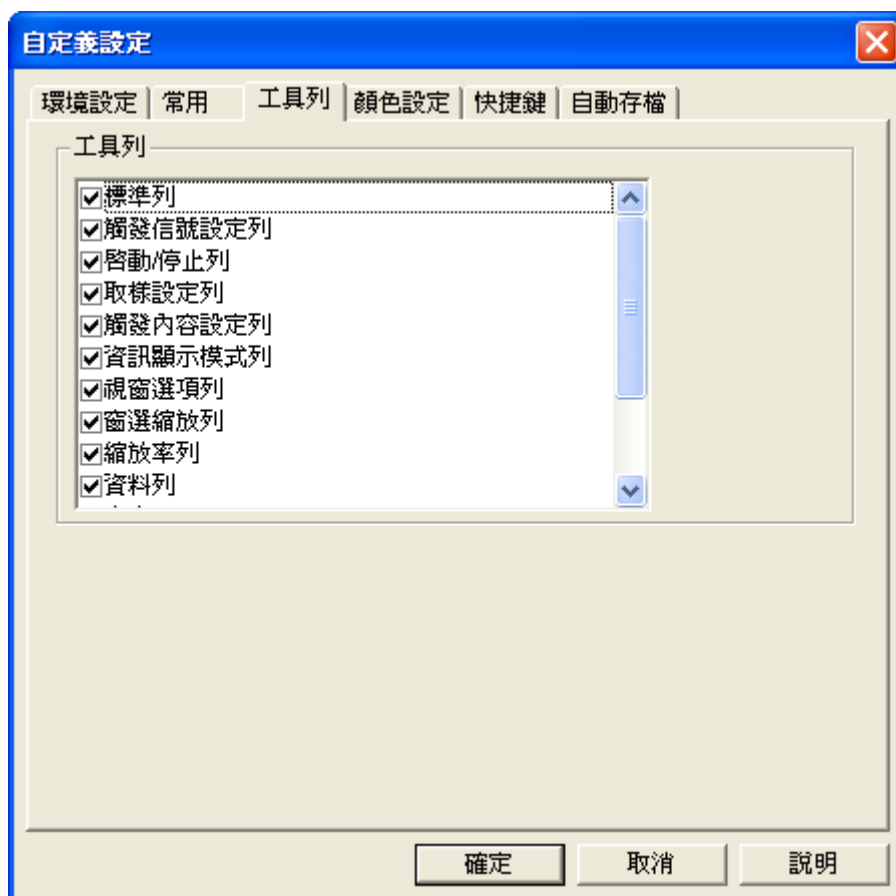 自定義設定
環境設定 常用 工具列 顏色設定 快捷鍵 自動存檔
工具列
標準列
觸發信號設定列
啓動/停止列
取樣設定列
觸發內容設定列
資訊顯示模式列
視窗選項列
窗選縮放列
縮放率列
資料列
確定 取消 說明